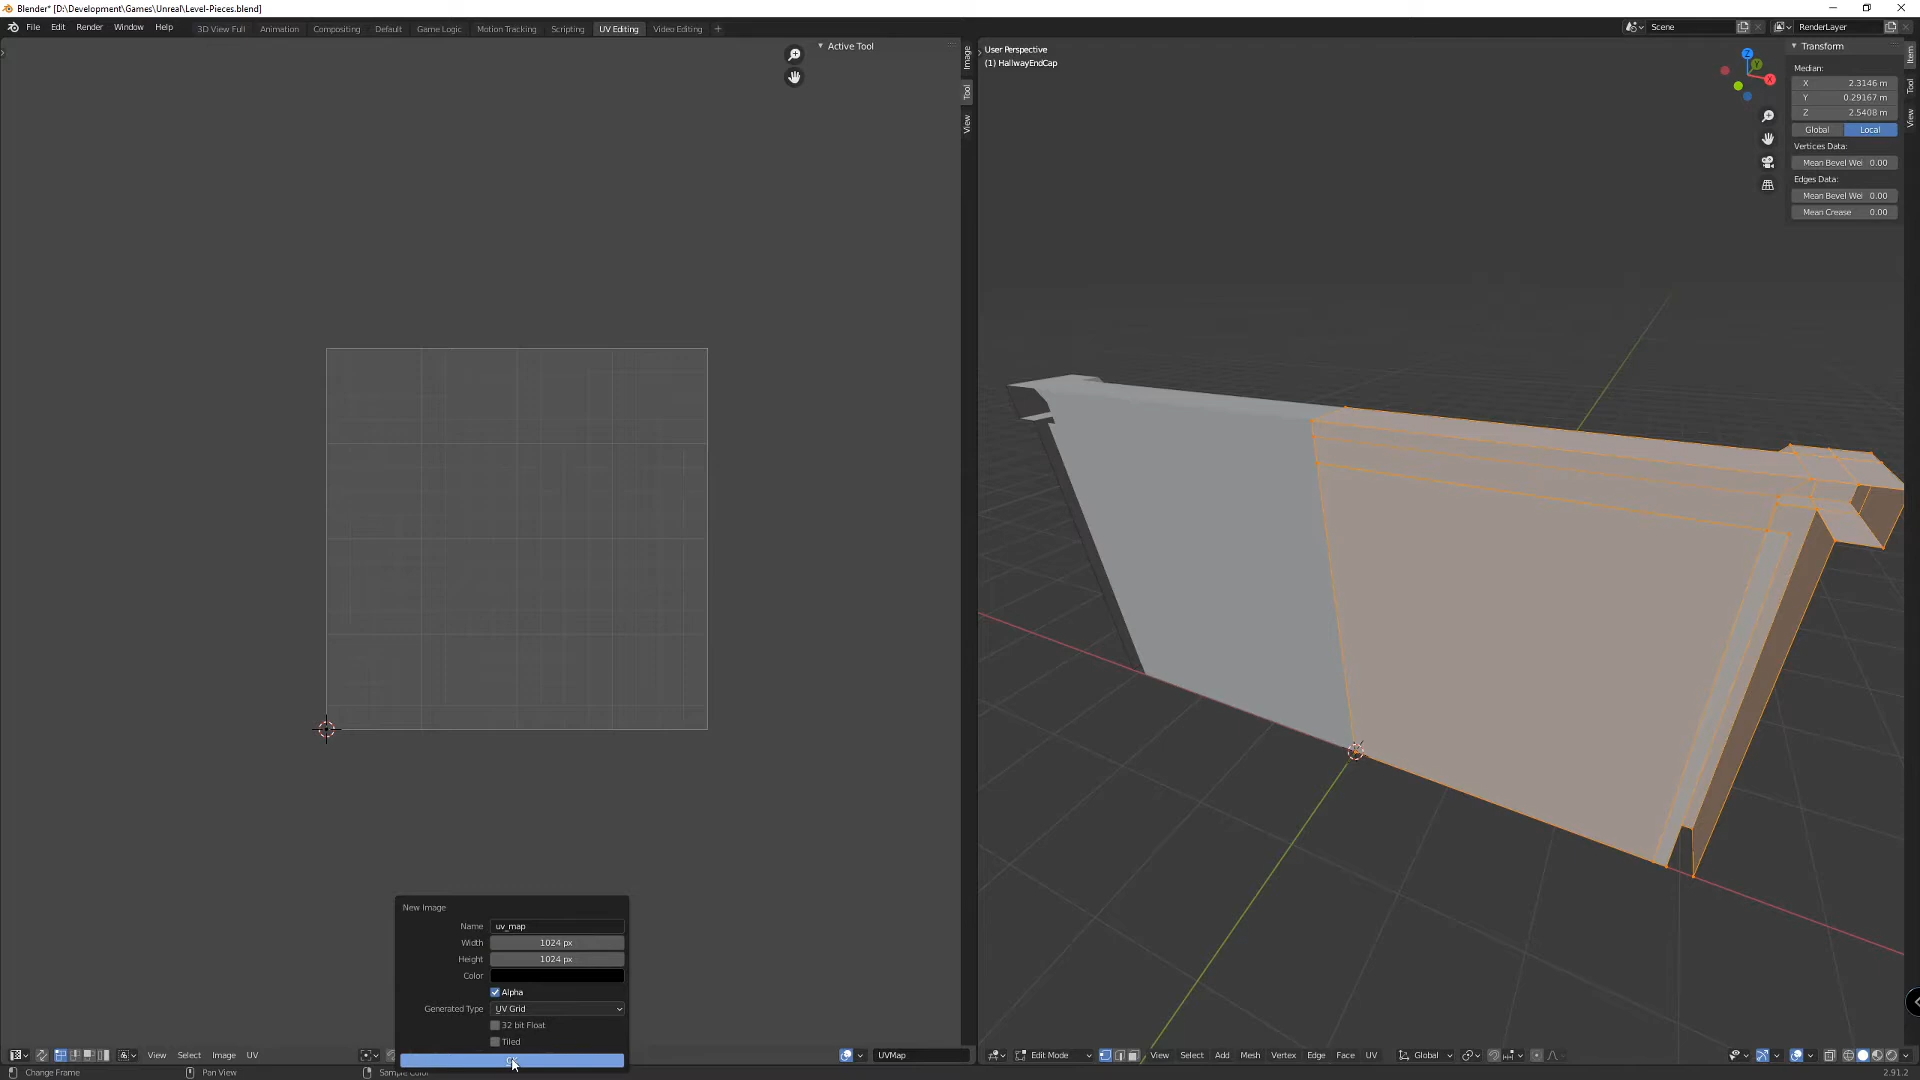 Blender* [D:\Development\Games\Unreal\Level-Pieces.blend]
File Edit Render Window Help
3D View Full Animation Compositing Default Game Logic Motion Tracking Scripting UV Editing Video Editing +
Scene
RenderLayer
Active Tool
Image
Tool
View
User Perspective
(1) HallwayEndCap
Z
Y
X
Transform
Median:
X 2.3146 m
Y 0.29167 m
Z 2.5408 m
Global Local
Vertices Data:
Mean Bevel Wei 0.00
Edges Data:
Mean Bevel Wei 0.00
Mean Crease 0.00
Item
Tool
View
New Image
Name uv_map
Width 1024 px
Height 1024 px
Color
Alpha
Generated Type UV Grid
32 bit Float
Tiled
View Select Image UV
UVMap
Edit Mode View Select Add Mesh Vertex Edge Face UV Global
Change Frame Pan View Sample Color
2.91.2